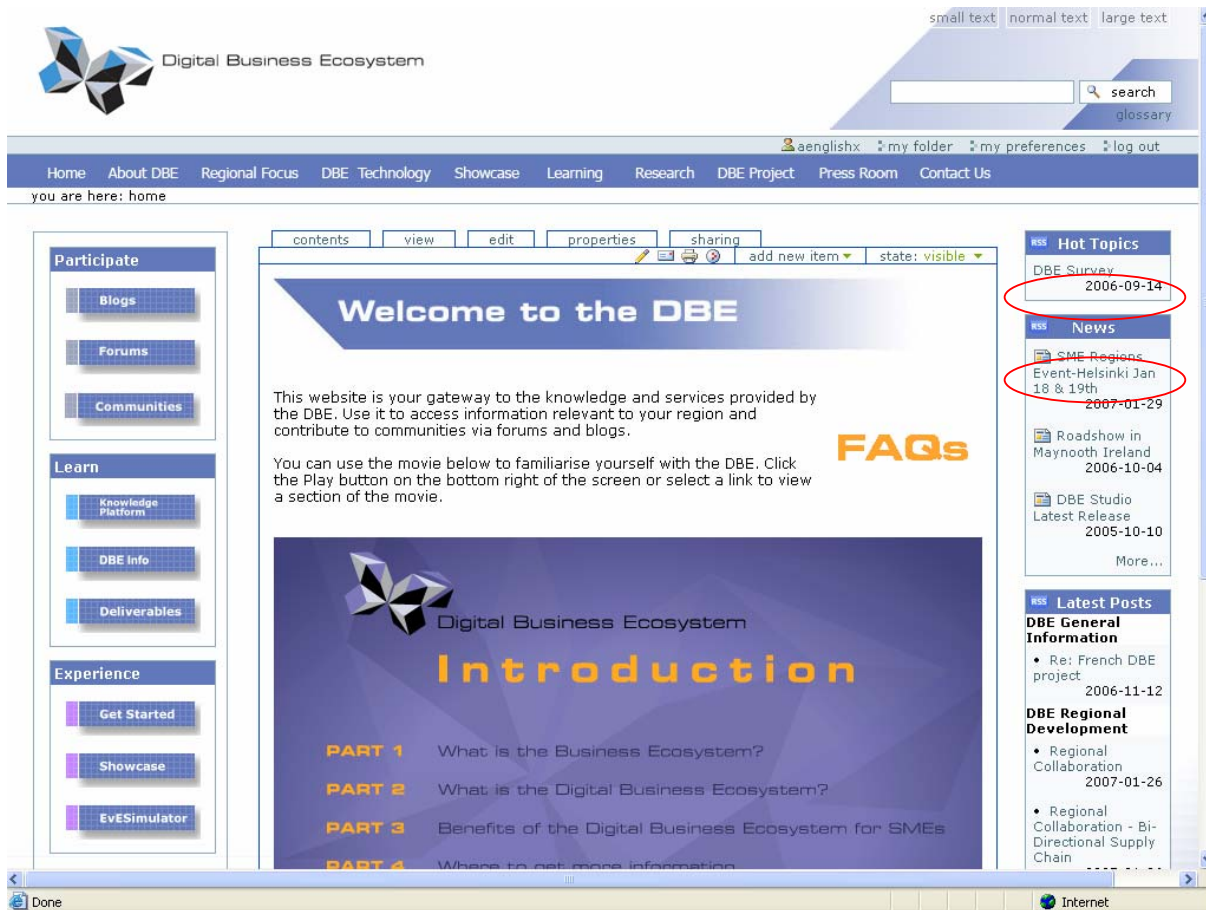 small text normal text large text
Digital Business Ecosystem
search
glossary
aenglishx my folder my preferences log out
Home About DBE Regional Focus DBE Technology Showcase Learning Research DBE Project Press Room Contact Us
you are here: home
Participate
Blogs
Forums
Communities
Learn
Knowledge
Platform
DBE Info
Deliverables
Experience
Get Started
Showcase
EvESimulator
contents view edit properties sharing
add new item state: visible
Welcome to the DBE
This website is your gateway to the knowledge and services provided by
the DBE. Use it to access information relevant to your region and
contribute to communities via forums and blogs.
You can use the movie below to familiarise yourself with the DBE. Click
the Play button on the bottom right of the screen or select a link to view
a section of the movie.
FAQs
Digital Business Ecosystem
Introduction
PART 1 What is the Business Ecosystem?
PART 2 What is the Digital Business Ecosystem?
PART 3 Benefits of the Digital Business Ecosystem for SMEs
PART 4 Where to get more information
RSS Hot Topics
DBE Survey
2006-09-14
RSS News
SME Regions
Event-Helsinki Jan
18 & 19th
2007-01-29
Roadshow in
Maynooth Ireland
2006-10-04
DBE Studio
Latest Release
2005-10-10
More...
RSS Latest Posts
DBE General
Information
• Re: French DBE
project
2006-11-12
DBE Regional
Development
• Regional
Collaboration
2007-01-26
• Regional
Collaboration - Bi-
Directional Supply
Chain
Done
Internet